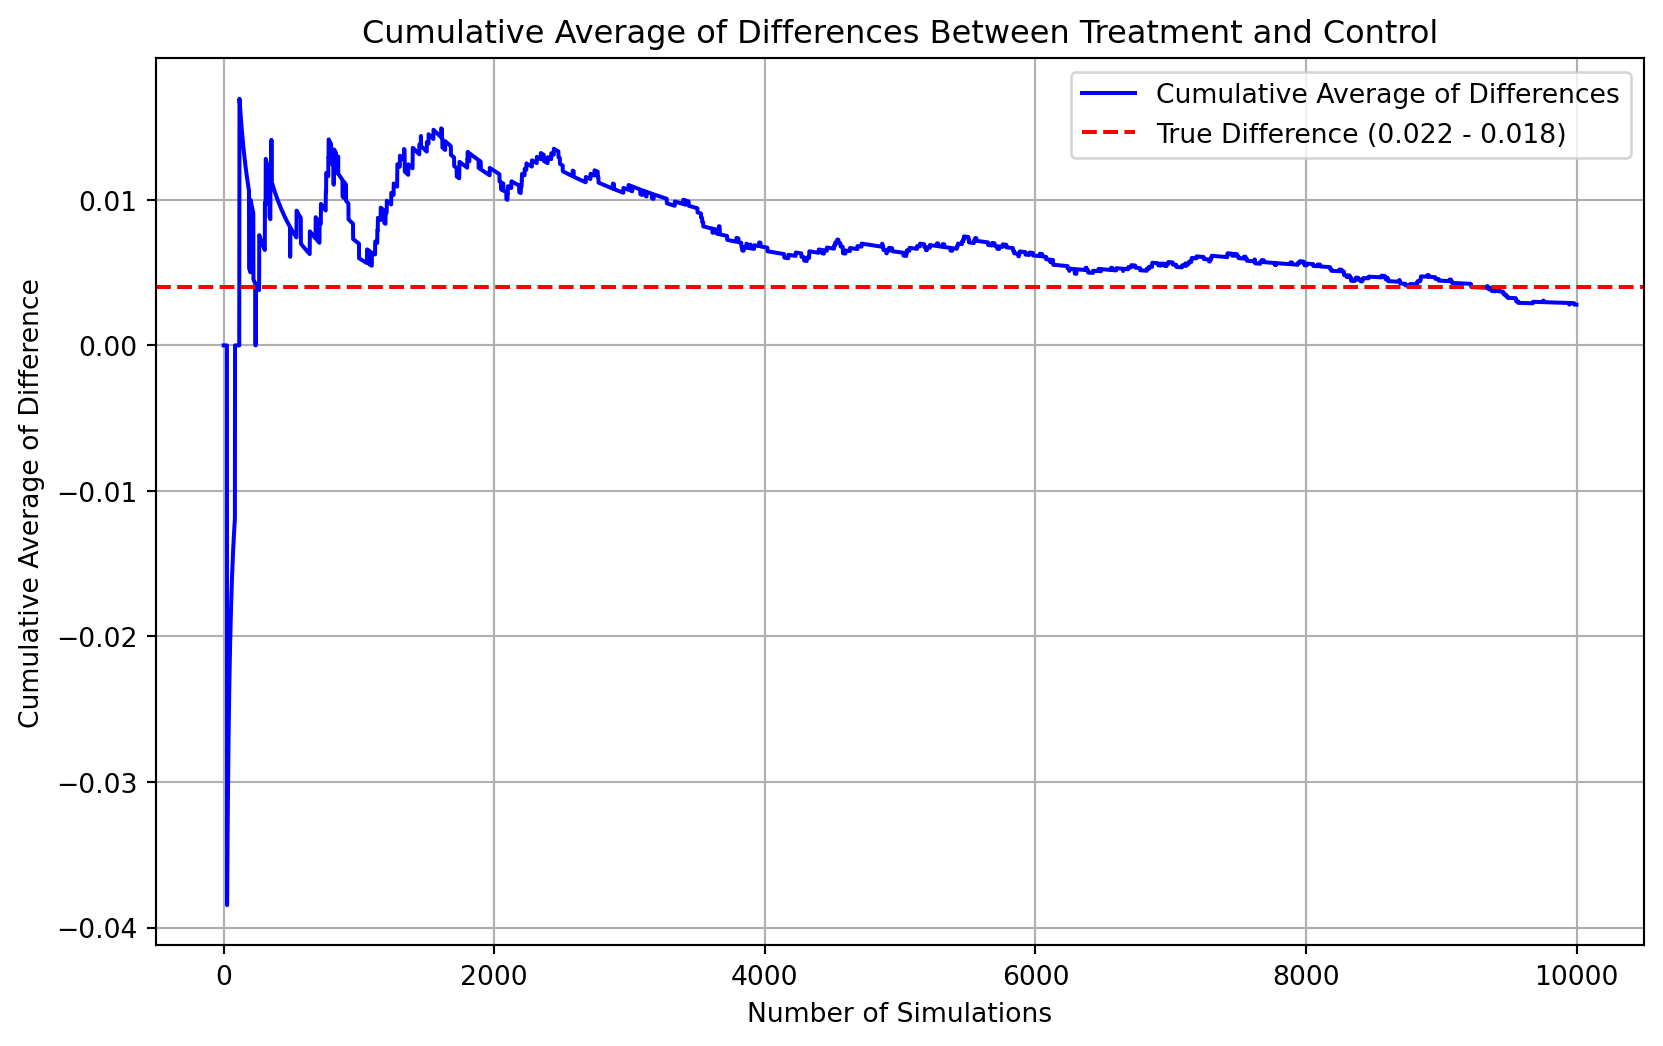 Cumulative Average of Differences Between Treatment and Control
Cumulative Average of Differences
True Difference (0.022 - 0.018)
Cumulative Average of Difference
0.01
0.00
−0.01
−0.02
−0.03
−0.04
0 2000 4000 6000 8000 10000
Number of Simulations